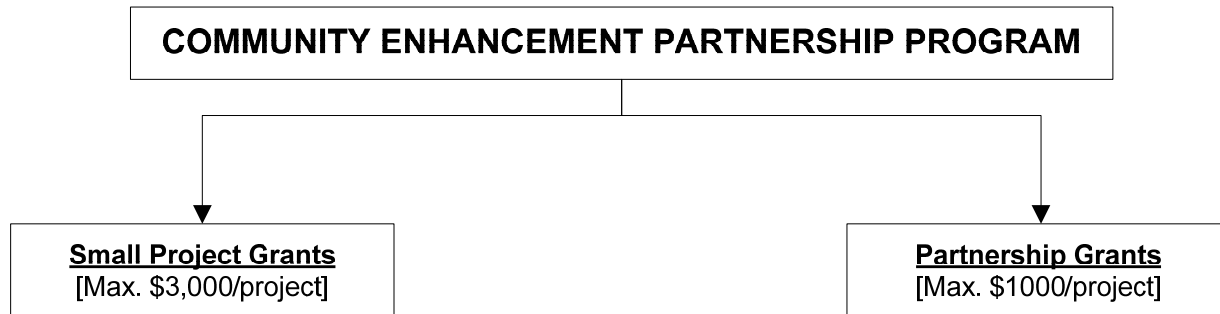 COMMUNITY ENHANCEMENT PARTNERSHIP PROGRAM
Small Project Grants
[Max. $3,000/project]
Partnership Grants
[Max. $1000/project]